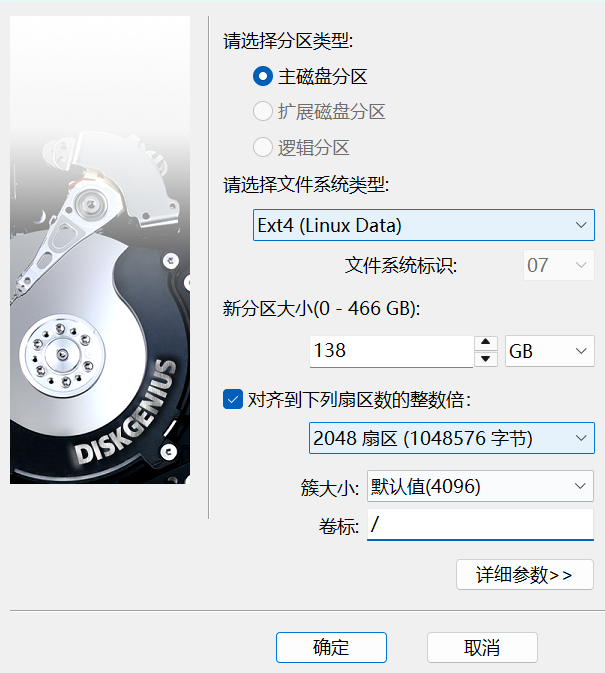 请选择分区类型:
主磁盘分区
扩展磁盘分区
逻辑分区
请选择文件系统类型:
Ext4 (Linux Data)
文件系统标识: 07
新分区大小(0 - 466 GB):
138 GB
对齐到下列扇区数的整数倍:
2048 扇区 (1048576 字节)
簇大小: 默认值(4096)
卷标: /
详细参数>>
确定 取消
DISKGENIUS